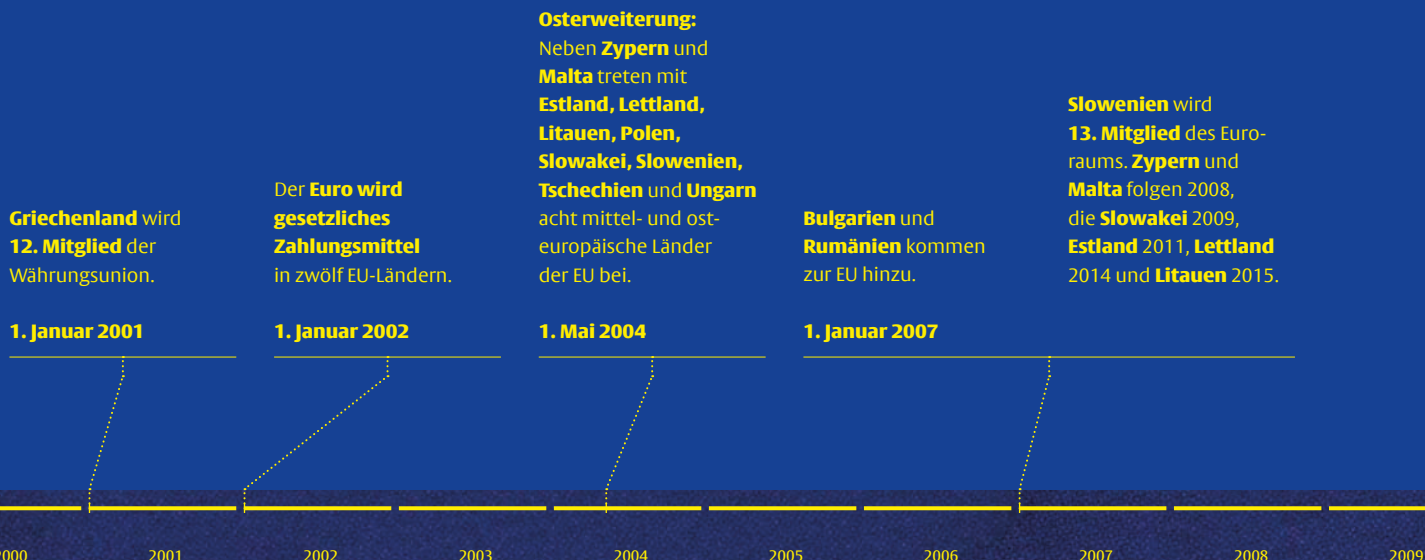 Griechenland wird
12. Mitglied der
Währungsunion.
1. Januar 2001
Der Euro wird
gesetzliches
Zahlungsmittel
in zwölf EU-Ländern.
1. Januar 2002
Osterweiterung:
Neben Zypern und
Malta treten mit
Estland, Lettland,
Litauen, Polen,
Slowakei, Slowenien,
Tschechien und Ungarn
acht mittel- und ost-
europäische Länder
der EU bei.
1. Mai 2004
Bulgarien und
Rumänien kommen
zur EU hinzu.
Slowenien wird
13. Mitglied des Euro-
raums. Zypern und
Malta folgen 2008,
die Slowakei 2009,
Estland 2011, Lettland
2014 und Litauen 2015.
1. Januar 2007
2000 2001 2002 2003 2004 2005 2006 2007 2008 2009